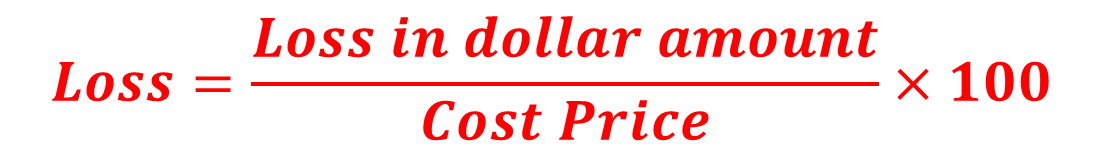 Loss = Loss in dollar amount / Cost Price × 100